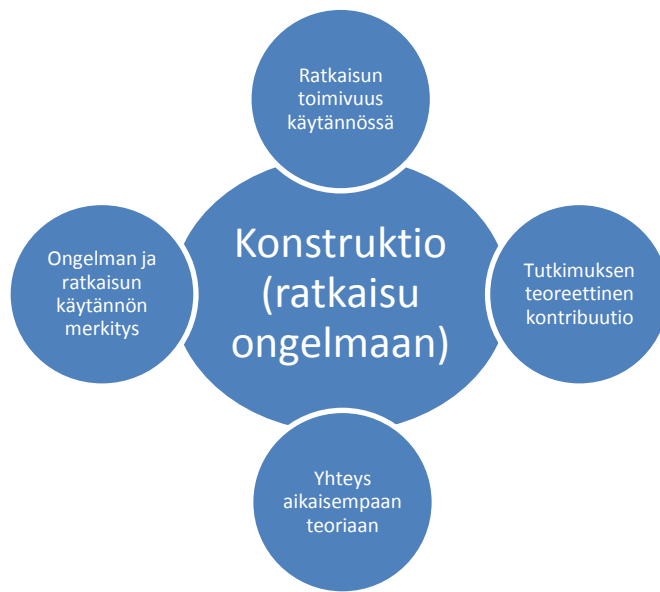 Ratkaisun
toimivuus
käytännössä
Ongelman ja
ratkaisun
käytännön
merkitys
Konstruktio
(ratkaisu
ongelmaan)
Tutkimuksen
teoreettinen
kontribuutio
Yhteys
aikaisempaan
teoriaan